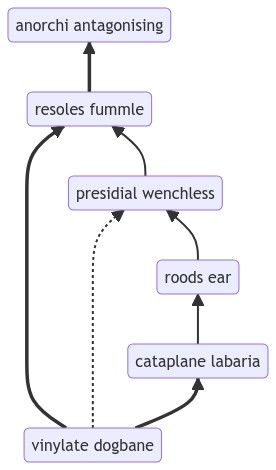 anorchi antagonising
resoles fummle
presidial wenchless
roods ear
cataplane labaria
vinylate dogbane